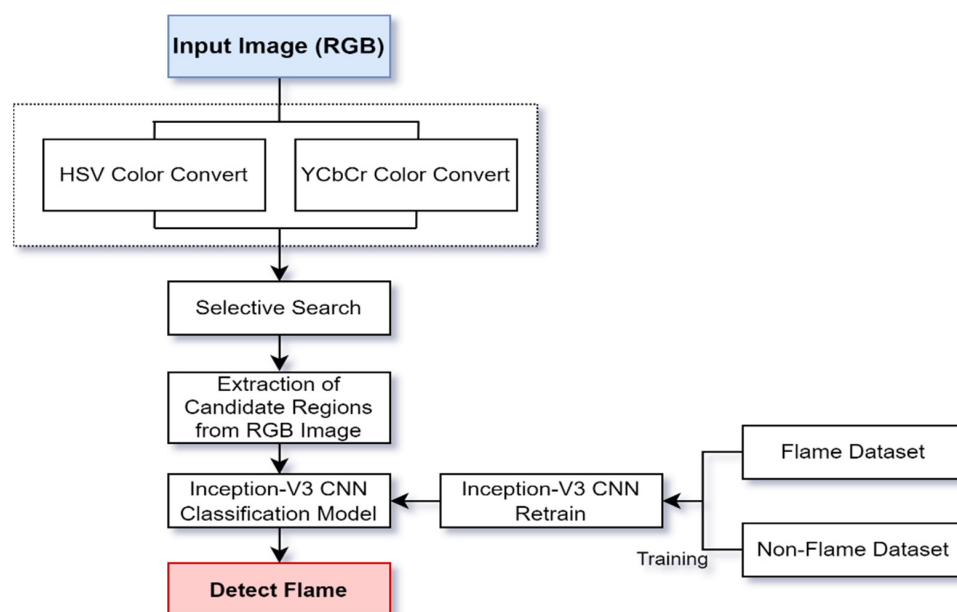 Input Image (RGB)
HSV Color Convert
YCbCr Color Convert
Selective Search
Extraction of
Candidate Regions
from RGB Image
Inception-V3 CNN
Classification Model
Inception-V3 CNN
Retrain
Flame Dataset
Training
Non-Flame Dataset
Detect Flame